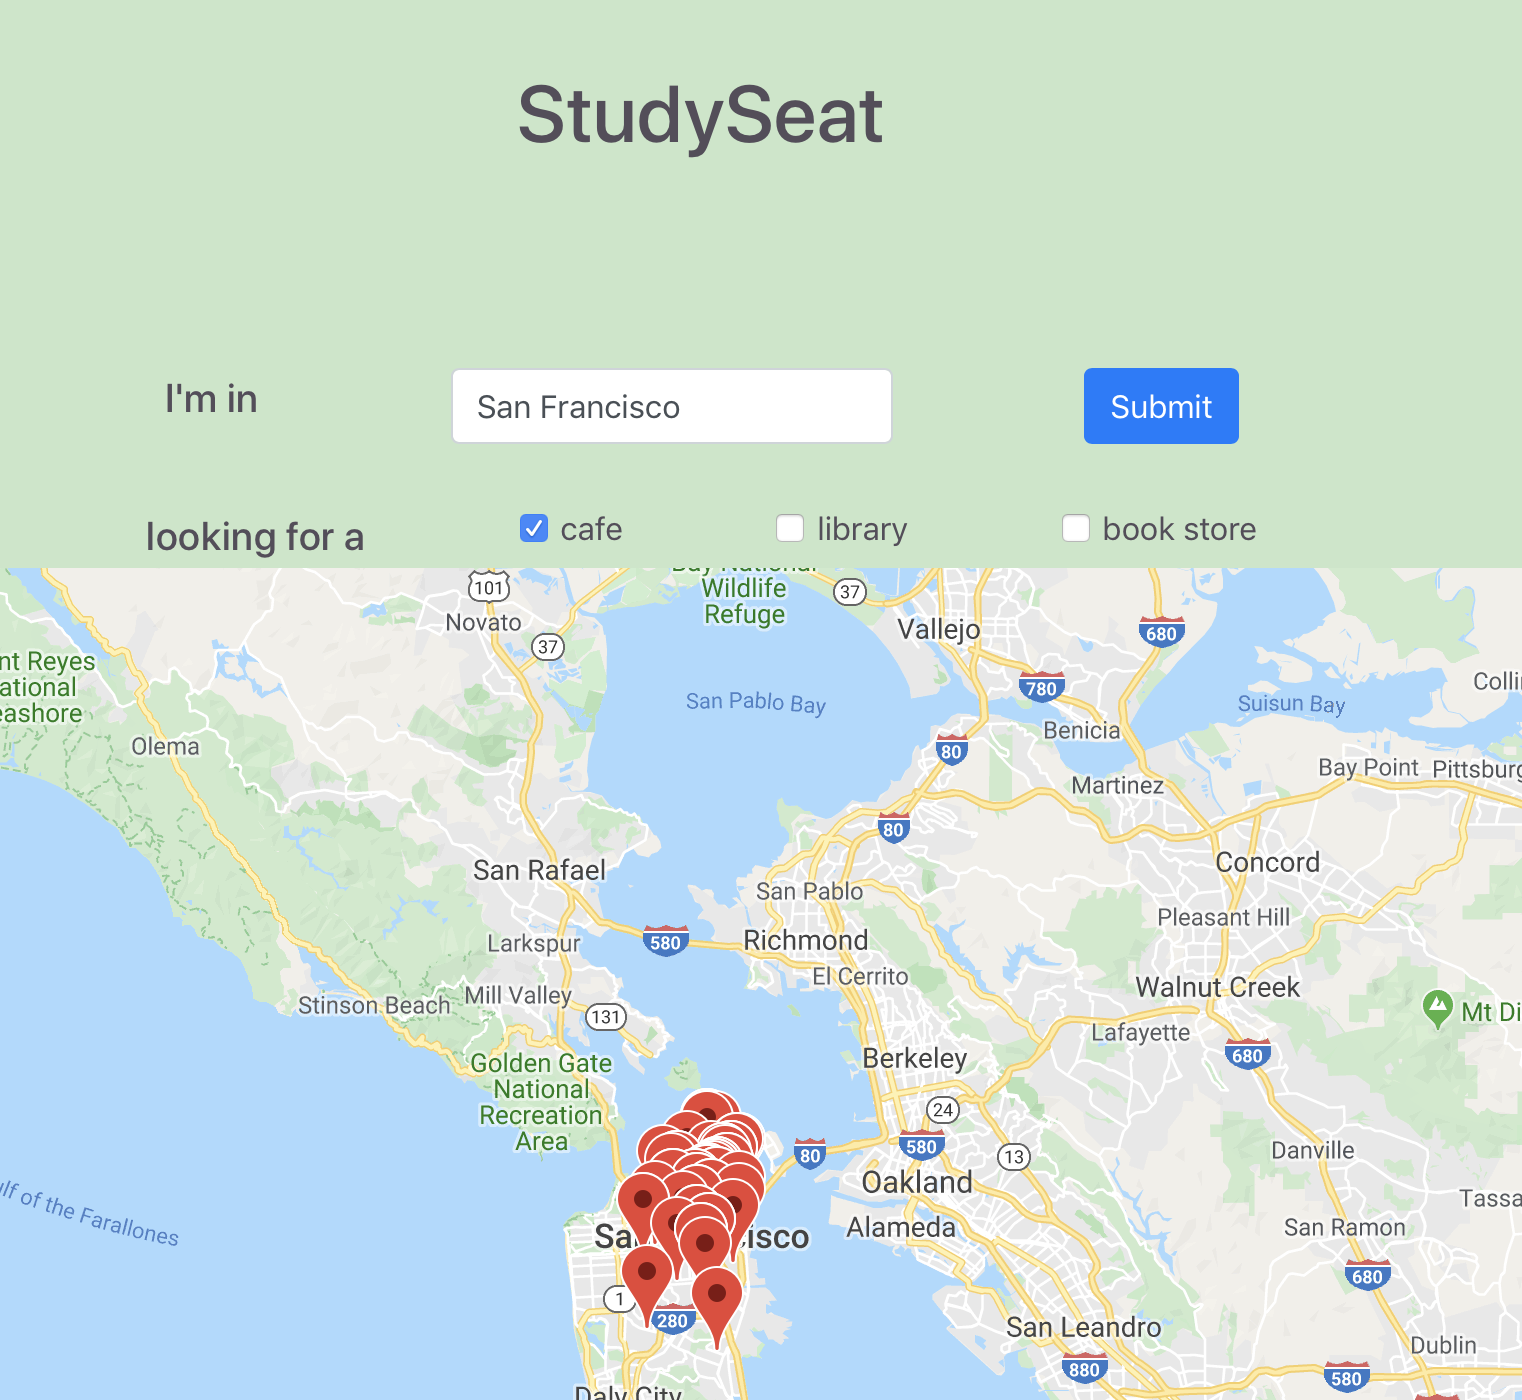 StudySeat
I'm in
San Francisco
Submit
looking for a
cafe
library
book store
101
Novato
37
Wildlife
Refuge
37
Vallejo
680
nt Reyes
ational
eashore
780
San Pablo Bay
Suisun Bay
Benicia
Olema
80
Martinez
Bay Point
Pittsburg
80
San Rafael
Concord
San Pablo
Pleasant Hill
Larkspur
580
Richmond
El Cerrito
Walnut Creek
Stinson Beach
Mill Valley
131
Mt Di
Lafayette
680
Golden Gate
National
Recreation
Area
Berkeley
24
580
80
13
Danville
Oakland
Gulf of the Farallones
Alameda
Tassa
San Ramon
680
1
280
San Leandro
Dublin
880
580
Daly City